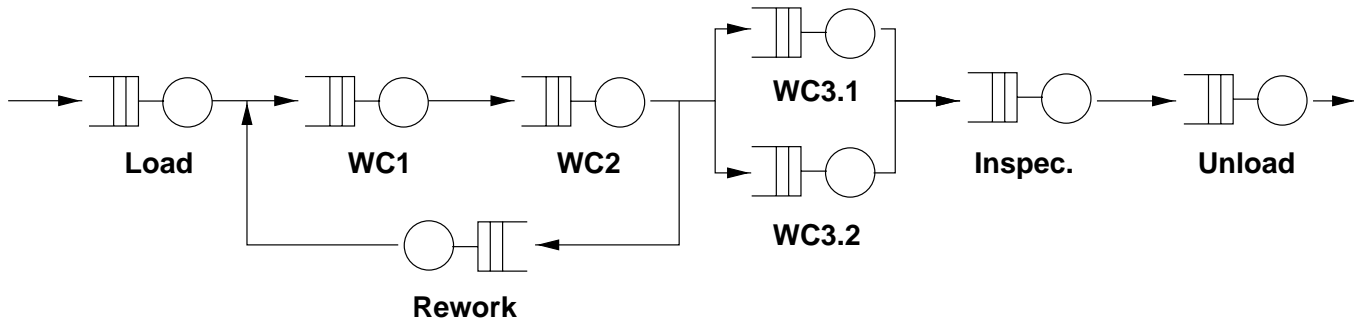 WC3.1
Load
WC1
WC2
Inspec.
Unload
WC3.2
Rework